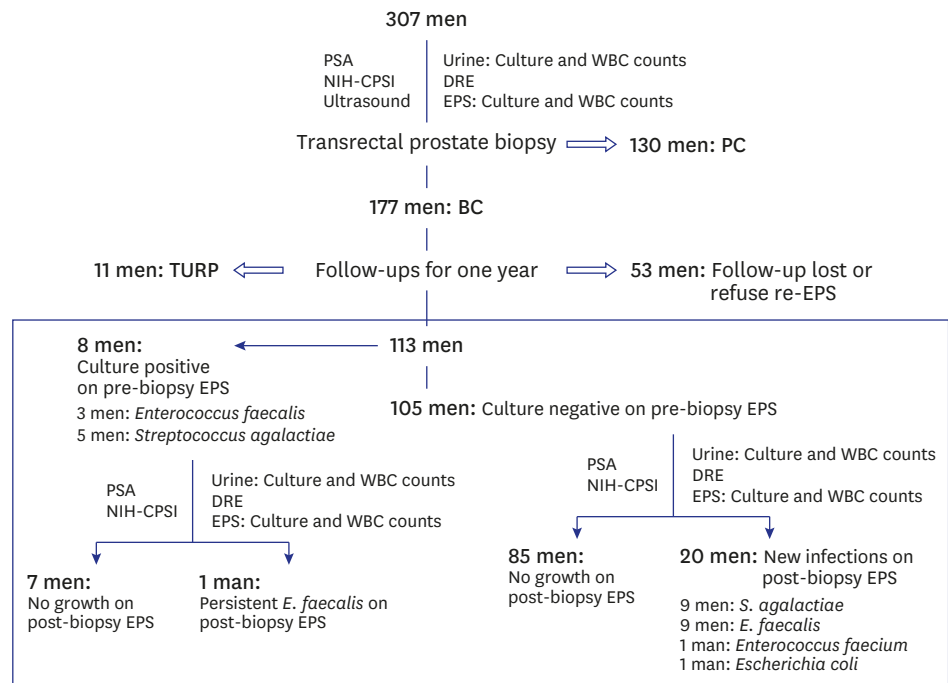 307 men
PSA
NIH-CPSI
Ultrasound
Urine: Culture and WBC counts
DRE
EPS: Culture and WBC counts
Transrectal prostate biopsy
130 men: PC
177 men: BC
11 men: TURP
Follow-ups for one year
53 men: Follow-up lost or
refuse re-EPS
8 men:
Culture positive
on pre-biopsy EPS
3 men: Enterococcus faecalis
5 men: Streptococcus agalactiae
113 men
105 men: Culture negative on pre-biopsy EPS
PSA
NIH-CPSI
Urine: Culture and WBC counts
DRE
EPS: Culture and WBC counts
PSA
NIH-CPSI
Urine: Culture and WBC counts
DRE
EPS: Culture and WBC counts
7 men:
No growth on
post-biopsy EPS
1 man:
Persistent E. faecalis on
post-biopsy EPS
85 men:
No growth on
post-biopsy EPS
20 men: New infections on
post-biopsy EPS
9 men: S. agalactiae
9 men: E. faecalis
1 man: Enterococcus faecium
1 man: Escherichia coli